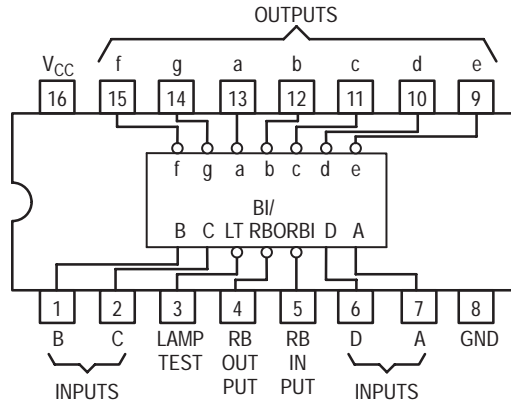 OUTPUTS
VCC f g a b c d e
16 15 14 13 12 11 10 9
f g a b c d e
BI/
B C LT RBO RBI D A
1 2 3 4 5 6 7 8
B C LAMP TEST RB OUT PUT RB IN PUT D A GND
INPUTS INPUTS